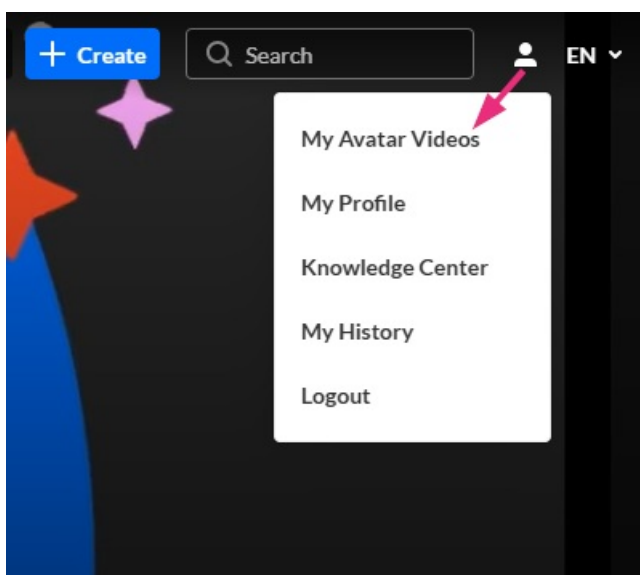 + Create
Search
EN
My Avatar Videos
My Profile
Knowledge Center
My History
Logout